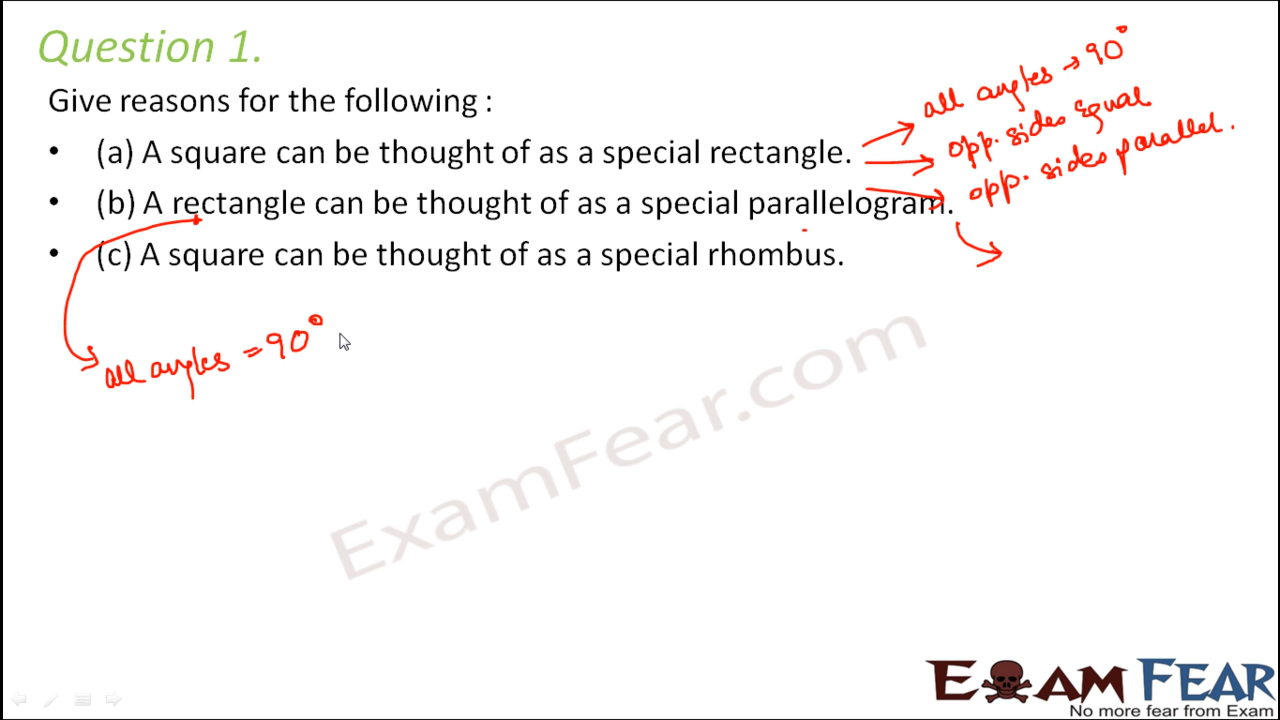 Question 1.
Give reasons for the following :
• (a) A square can be thought of as a special rectangle.
• (b) A rectangle can be thought of as a special parallelogram.
• (c) A square can be thought of as a special rhombus.
all angles → 90°
opp. sides equal
opp. sides parallel.
all angles = 90°
ExamFear.com
EXAM FEAR
No more fear from Exam